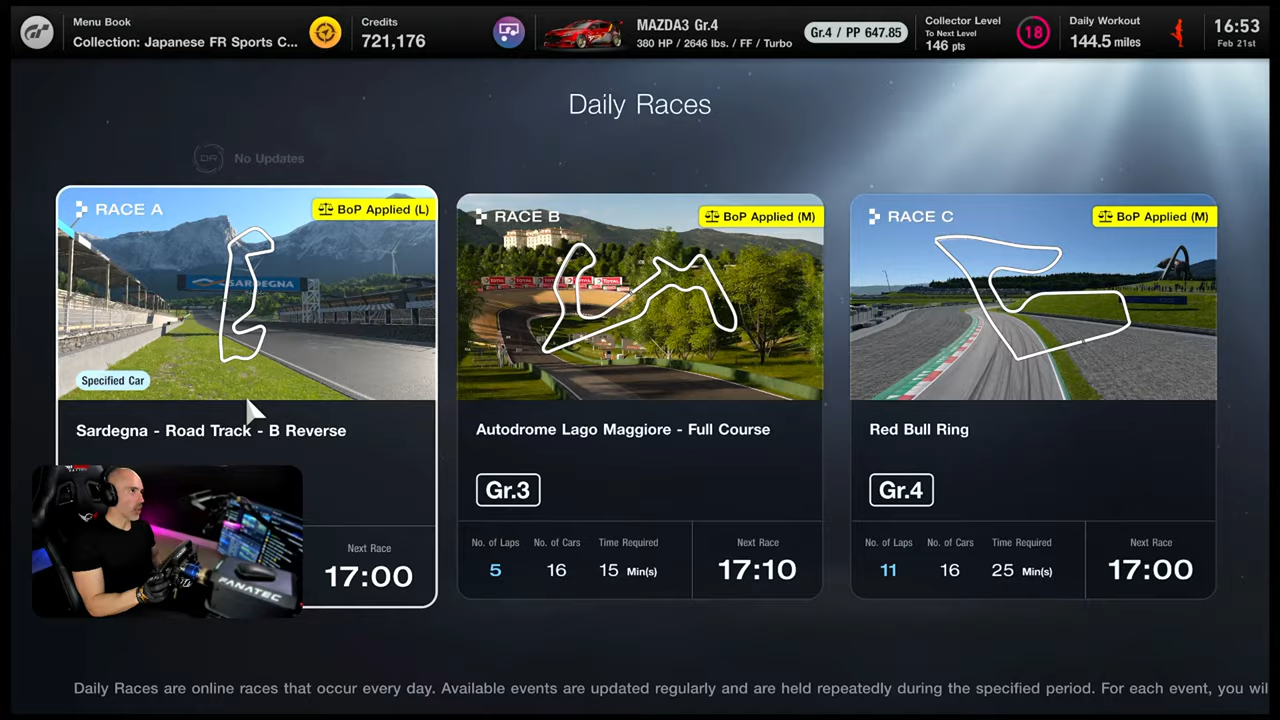 Menu Book
Collection: Japanese FR Sports C...
Credits
721,176
MAZDA3 Gr.4
380 HP / 2646 lbs. / FF / Turbo
Gr.4 / PP 647.85
Collector Level
To Next Level
146 pts
18
Daily Workout
144.5 miles
16:53
Feb 21st
Daily Races
DR
No Updates
RACE A
BoP Applied (L)
SARDEGNA
Specified Car
Sardegna - Road Track - B Reverse
Next Race
17:00
RACE B
BoP Applied (M)
TOTAL
Autodrome Lago Maggiore - Full Course
Gr.3
No. of Laps No. of Cars Time Required
5 16 15 Min(s)
Next Race
17:10
RACE C
BoP Applied (M)
Red Bull Ring
Gr.4
No. of Laps No. of Cars Time Required
11 16 25 Min(s)
Next Race
17:00
FANATEC
Daily Races are online races that occur every day. Available events are updated regularly and are held repeatedly during the specified period. For each event, you wil